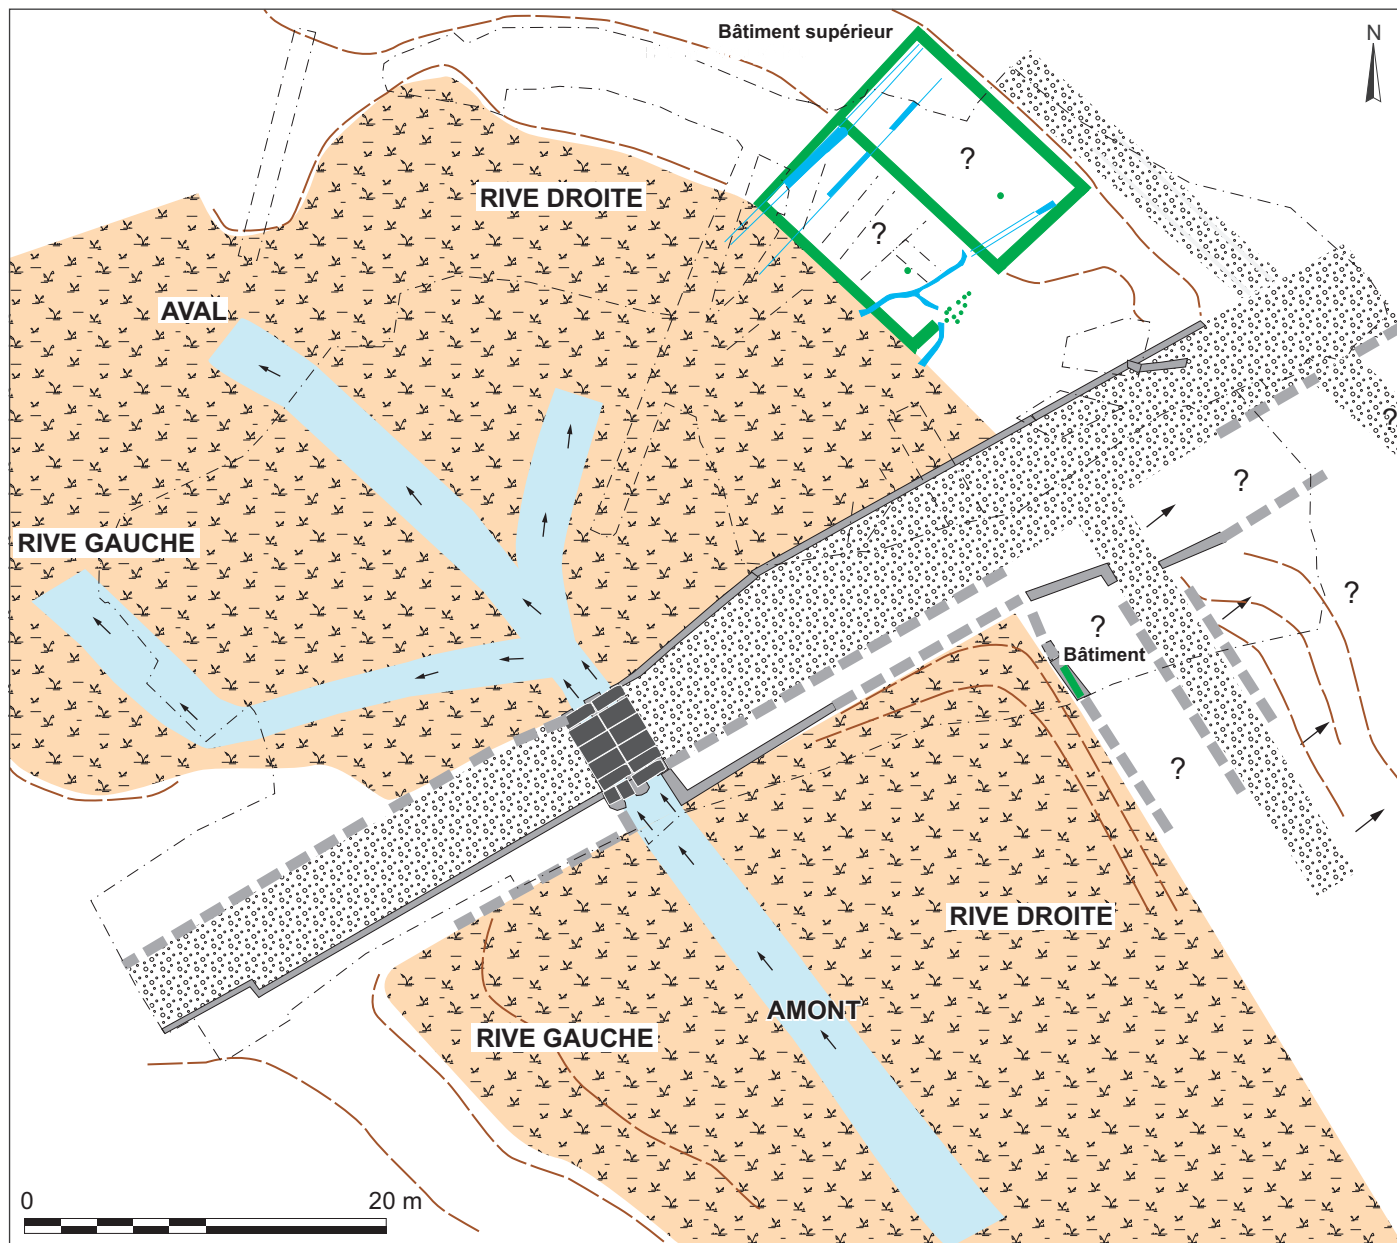 Bâtiment supérieur
N
?
RIVE DROITE
?
AVAL
?
?
RIVE GAUCHE
?
?
Bâtiment
?
RIVE DROITE
AMONT
RIVE GAUCHE
0 20 m